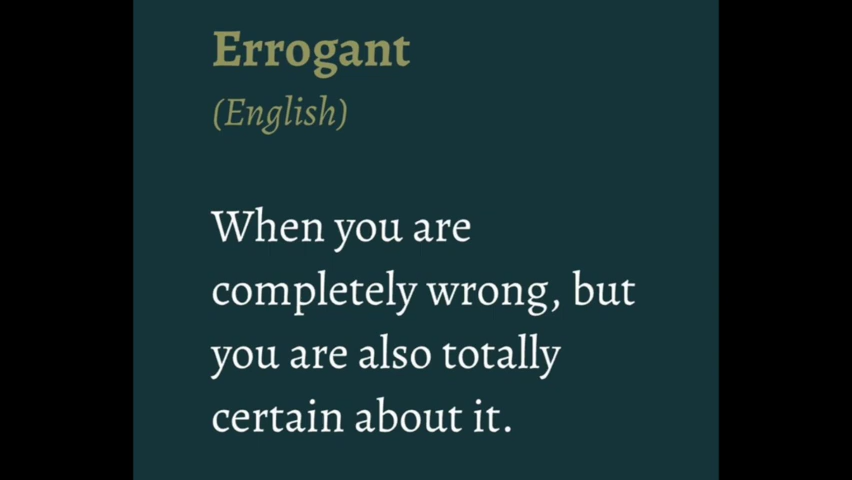 Errogant
(English)
When you are
completely wrong, but
you are also totally
certain about it.